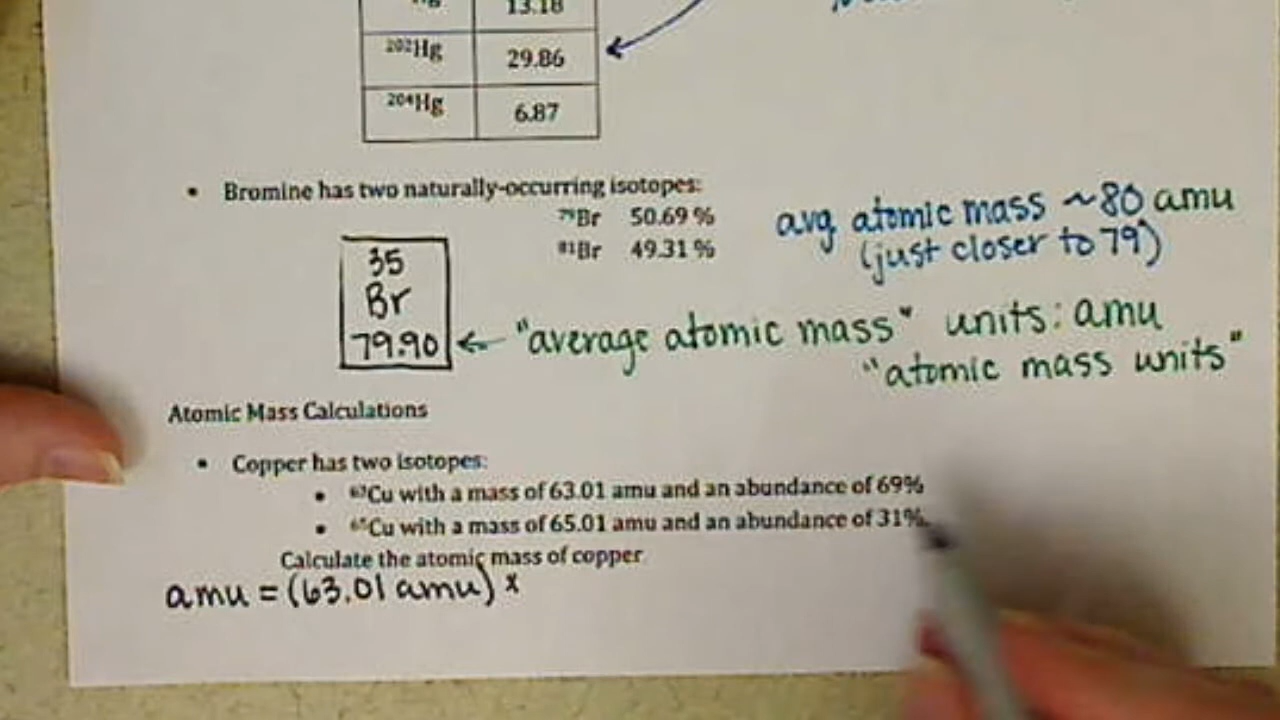 13.18
202Hg
29.86
204Hg
6.87
• Bromine has two naturally-occurring isotopes:
79Br 50.69 %
81Br 49.31 %
avg atomic mass ~80 amu
(just closer to 79)
35
Br
79.90
"average atomic mass" units: amu
"atomic mass units"
Atomic Mass Calculations
• Copper has two isotopes:
• 63Cu with a mass of 63.01 amu and an abundance of 69%
• 65Cu with a mass of 65.01 amu and an abundance of 31%.
Calculate the atomic mass of copper
amu = (63.01 amu) x